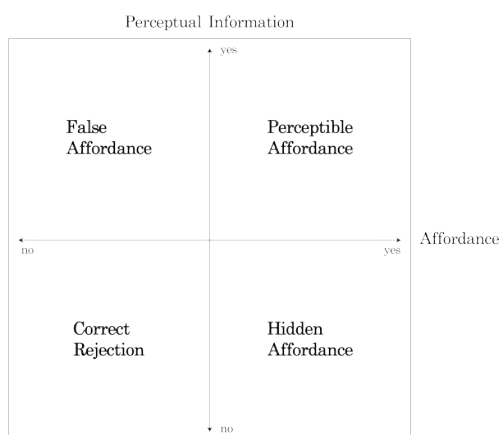 Perceptual Information
yes
False
Affordance
Perceptible
Affordance
no
yes
Affordance
Correct
Rejection
Hidden
Affordance
no